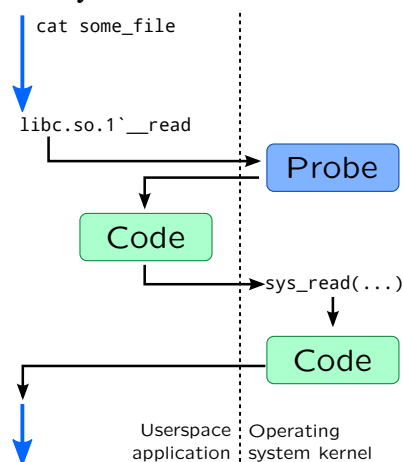 cat some_file
libc.so.1`__read
Probe
Code
sys_read(...)
Code
Userspace
application
Operating
system kernel